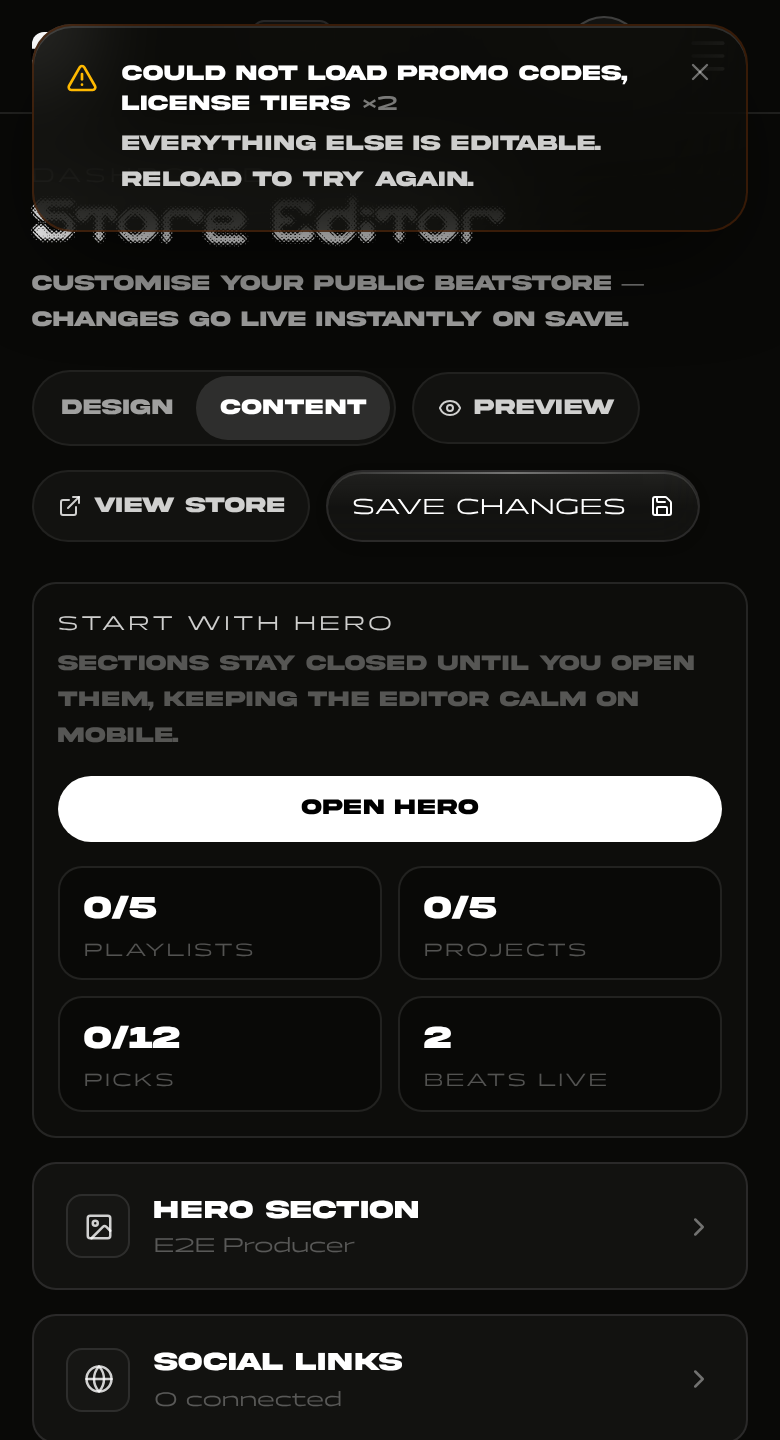 COULD NOT LOAD PROMO CODES,
LICENSE TIERS ×2
EVERYTHING ELSE IS EDITABLE.
RELOAD TO TRY AGAIN.
Store Editor
CUSTOMISE YOUR PUBLIC BEATSTORE —
CHANGES GO LIVE INSTANTLY ON SAVE.
DESIGN CONTENT PREVIEW
VIEW STORE SAVE CHANGES
START WITH HERO
SECTIONS STAY CLOSED UNTIL YOU OPEN
THEM, KEEPING THE EDITOR CALM ON
MOBILE.
OPEN HERO
0/5 0/5
PLAYLISTS PROJECTS
0/12 2
PICKS BEATS LIVE
HERO SECTION
E2E Producer
SOCIAL LINKS
0 connected